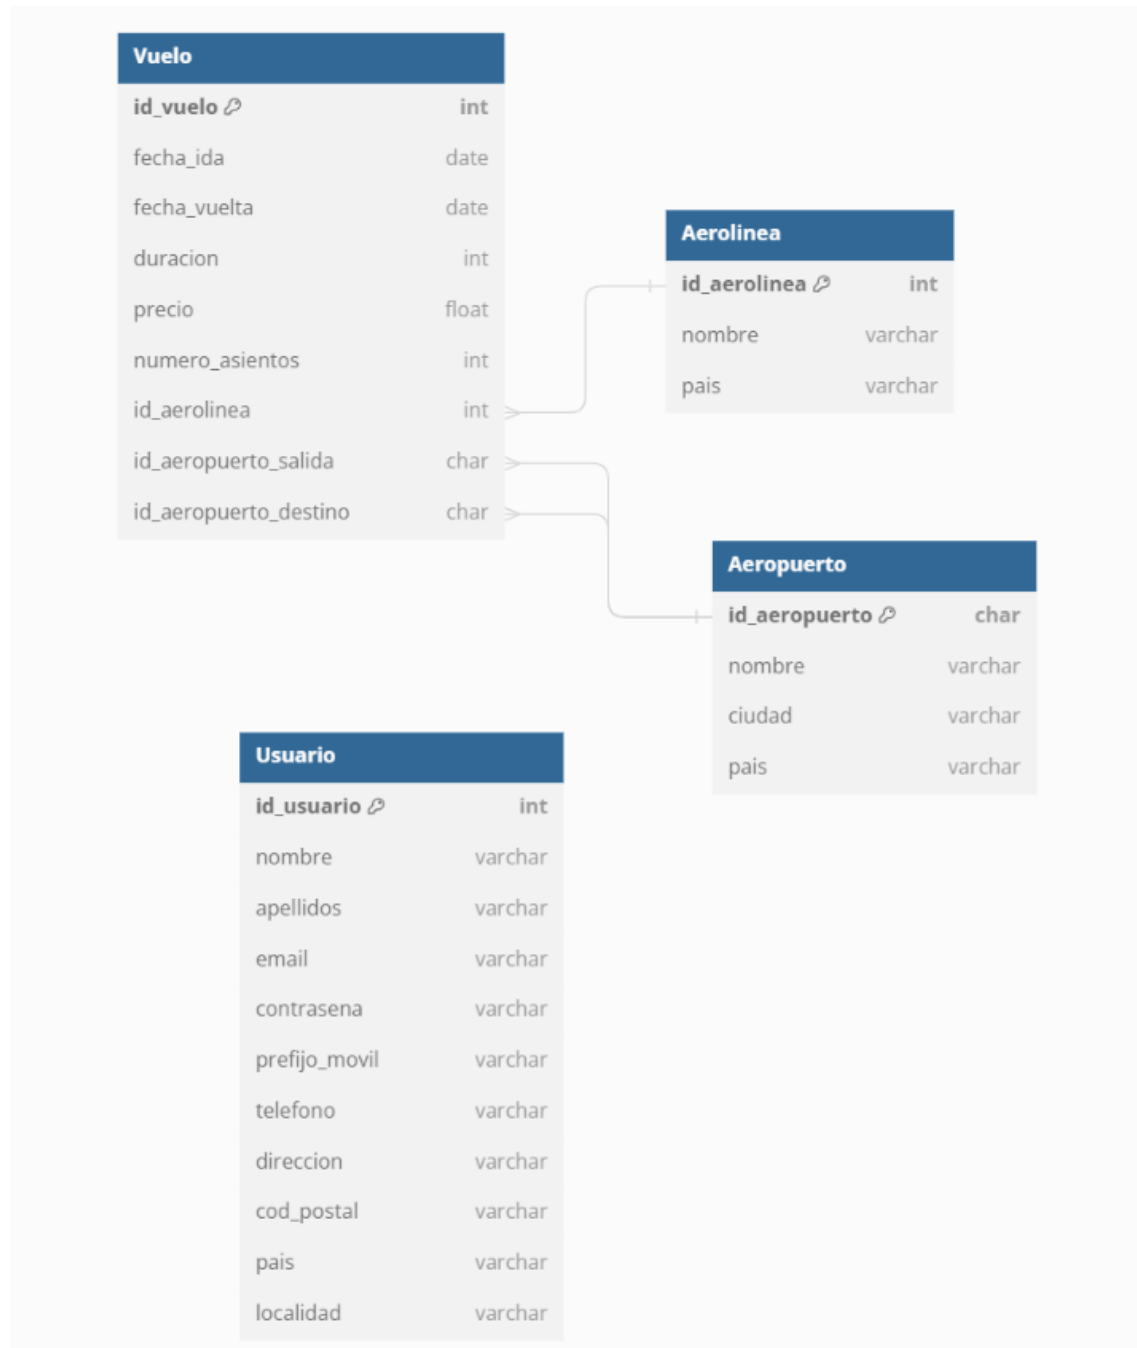 Vuelo
id_vuelo int
fecha_ida date
fecha_vuelta date
duracion int
precio float
numero_asientos int
id_aerolinea int
id_aeropuerto_salida char
id_aeropuerto_destino char
Aerolinea
id_aerolinea int
nombre varchar
pais varchar
Aeropuerto
id_aeropuerto char
nombre varchar
ciudad varchar
pais varchar
Usuario
id_usuario int
nombre varchar
apellidos varchar
email varchar
contrasena varchar
prefijo_movil varchar
telefono varchar
direccion varchar
cod_postal varchar
pais varchar
localidad varchar